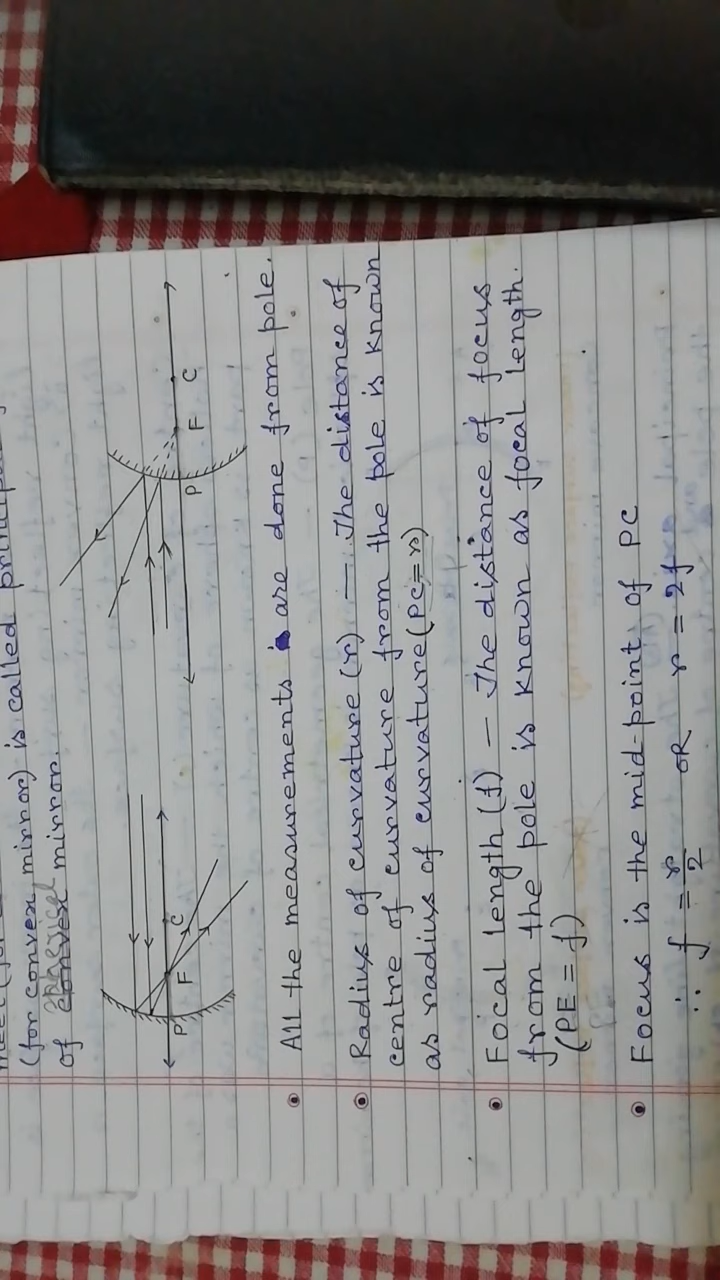 (for convex mirror) is called
spherical
of convex mirror.
P F C
P F C
All the measurements are done from pole.
Radius of curvature (r) — The distance of
centre of curvature from the pole is known
as radius of curvature (PC = r)
Focal length (f) — The distance of focus
from the pole is known as focal length.
(PE = f)
Focus is the mid-point of PC
∴ f = r/2 OR r = 2f